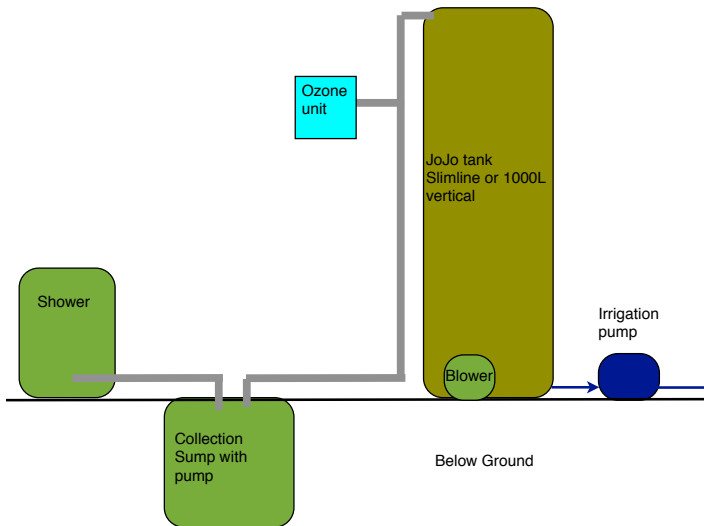 Ozone
unit
JoJo tank
Slimline or 1000L
vertical
Shower
Irrigation
pump
Blower
Collection
Sump with
pump
Below Ground